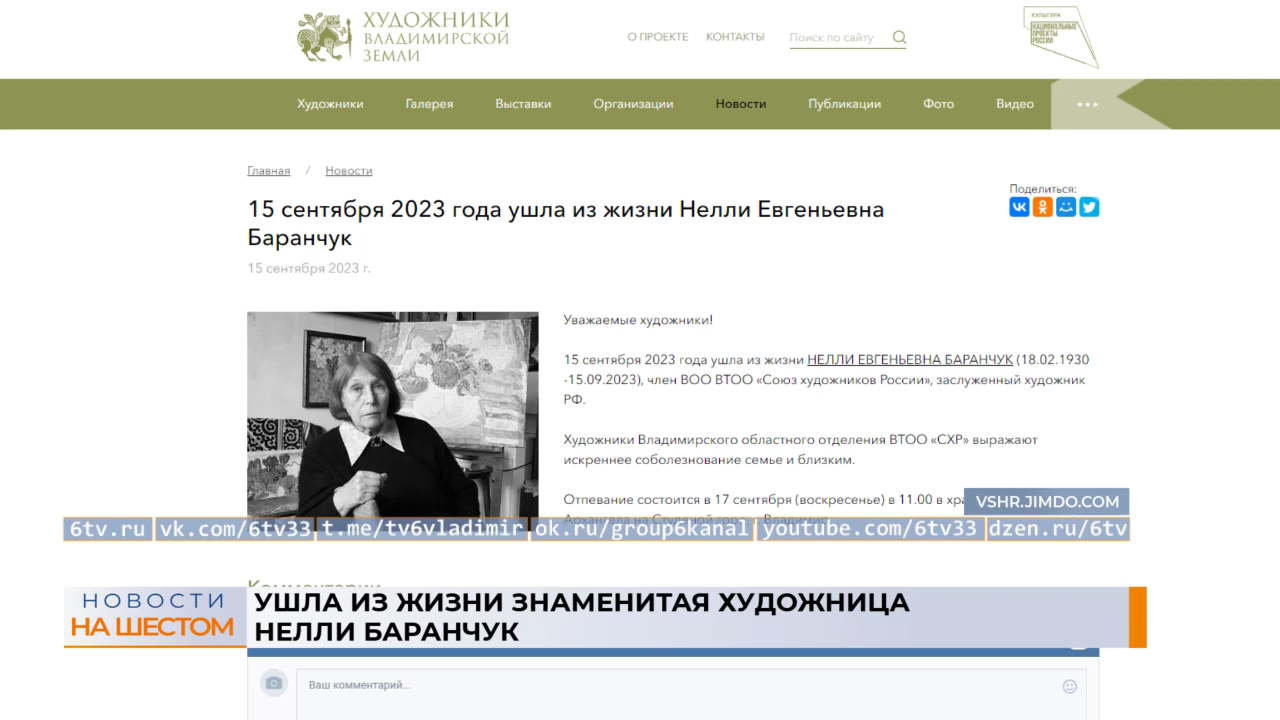 ХУДОЖНИКИ
ВЛАДИМИРСКОЙ
ЗЕМЛИ
О ПРОЕКТЕ КОНТАКТЫ Поиск по сайту
КУЛЬТУРА
НАЦИОНАЛЬНЫЕ
ПРОЕКТЫ
РОССИИ
Художники Галерея Выставки Организации Новости Публикации Фото Видео
Главная / Новости
Поделиться:
15 сентября 2023 года ушла из жизни Нелли Евгеньевна
Баранчук
15 сентября 2023 г.
Уважаемые художники!
15 сентября 2023 года ушла из жизни НЕЛЛИ ЕВГЕНЬЕВНА БАРАНЧУК (18.02.1930
-15.09.2023), член ВОО ВТОО «Союз художников России», заслуженный художник
РФ.
Художники Владимирского областного отделения ВТОО «СХР» выражают
искреннее соболезнование семье и близким.
Отпевание состоится в 17 сентября (воскресенье) в 11.00 в
VSHR.JIMDO.COM
6tv.ru vk.com/6tv33 t.me/tv6vladimir ok.ru/group6kanal youtube.com/6tv33 dzen.ru/6tv
Комментарии
НОВОСТИ
НА ШЕСТОМ
УШЛА ИЗ ЖИЗНИ ЗНАМЕНИТАЯ ХУДОЖНИЦА
НЕЛЛИ БАРАНЧУК
Ваш комментарий...